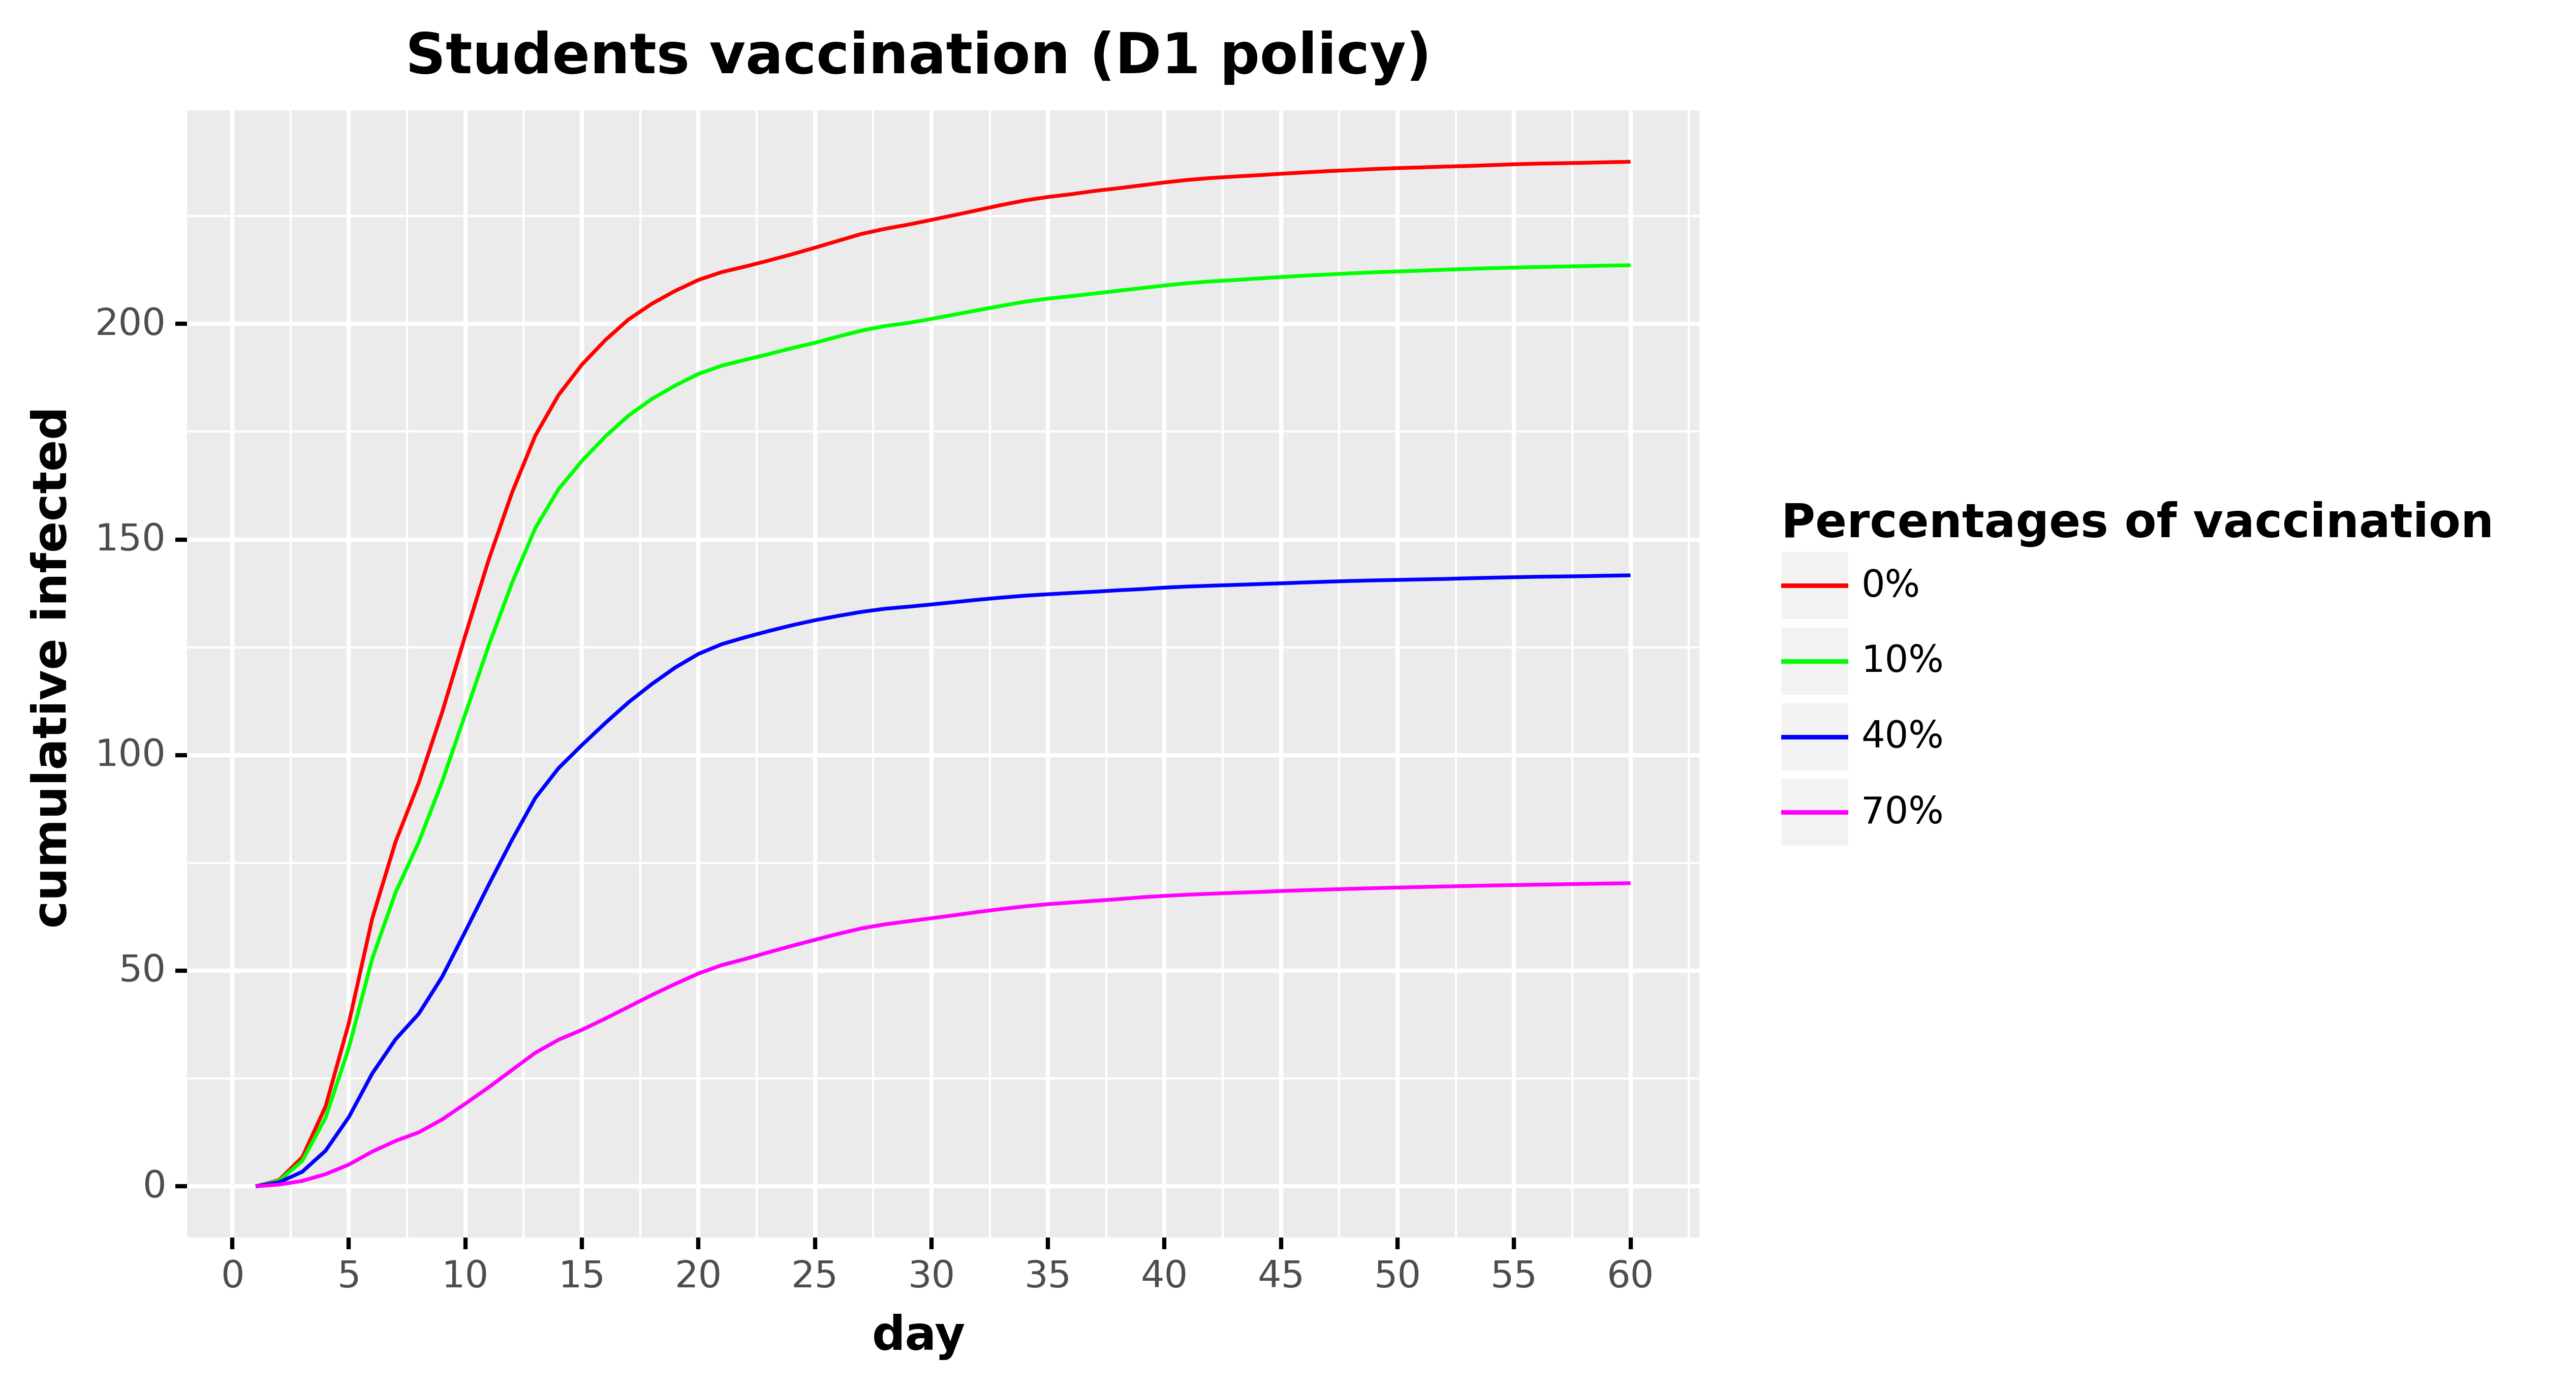 Students vaccination (D1 policy)
cumulative infected
200
150
100
50
0
0 5 10 15 20 25 30 35 40 45 50 55 60
day
Percentages of vaccination
0%
10%
40%
70%